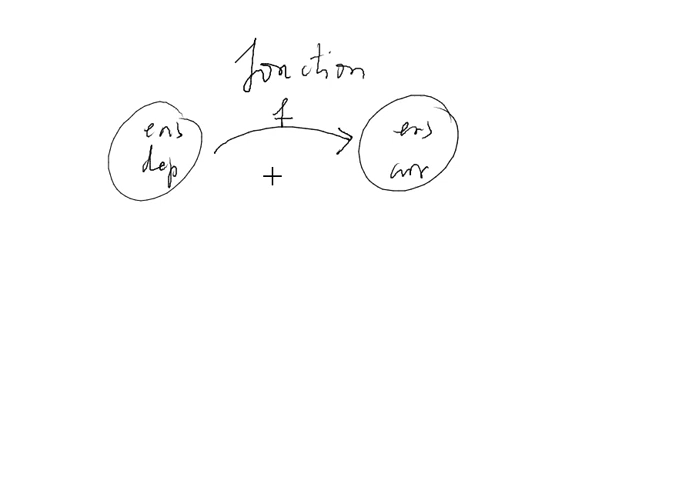 fonction
f
ens
dep
ens
arr
+